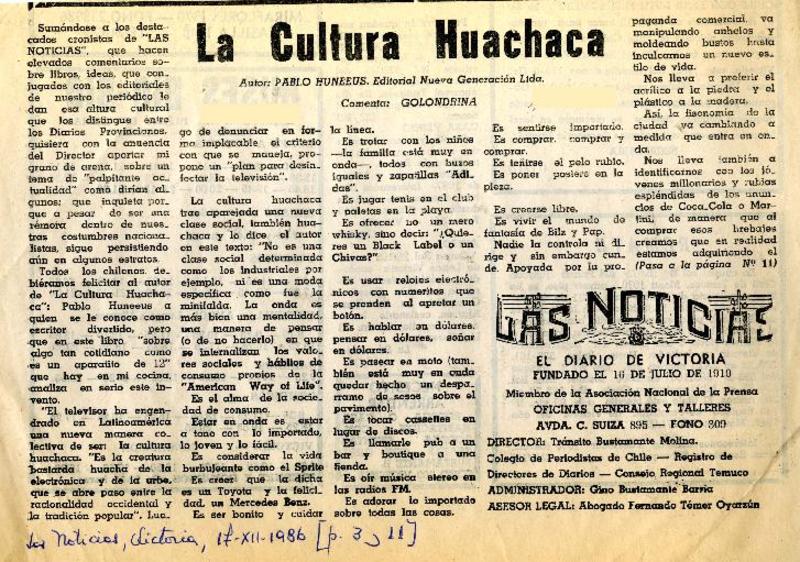 La Cultura Huachaca
Autor: PABLO HUNEEUS. Editorial Nueva Generación Ltda.
Comenta: GOLONDRINA
Sumándose a los desta-
cados cronistas de "LAS
NOTICIAS", que hacen
elevados comentarios so-
bre libros, ideas, que con-
jugados con los editoriales
de nuestro periódico le
dan esa altura cultural
que los distingue entre
los Diarios Provincianos,
quisiera con la anuencia
del Director aportar mi
grano de arena, sobre un
tema de "palpitante ac-
tualidad" como dirían al-
gunos; que inquieta por-
que a pesar de ser una
rémora dentro de nues-
tras costumbres naciona-
listas, sigue persistiendo
aún en algunos estratos.
Todos los chilenos, de-
biéramos felicitar al autor
de "La Cultura Huacha-
ca": Pablo Huneeus a
quien se le conoce como
escritor divertido, pero
que en este libro, "sobre
algo tan cotidiano como
es un aparatito de 12"
que hay en mi cocina,
analiza en serio este in-
vento.
"El televisor ha engen-
drado en Latinoamérica
una nueva manera co-
lectiva de ser: la cultura
huachaca. "Es la creatura
bastarda huacha de la
electrónica y de la urbe,
que se abre paso entre la
racionalidad occidental y
la tradición popular". Lue-
go de denunciar en for-
ma implacable el criterio
con que se maneja, pro-
pone un "plan para desin-
fectar la televisión".
La cultura huachaca
trae aparejada una nueva
clase social, también hua-
chaca y lo dice el autor
en este texto: "No es una
clase social determinada
como los industriales por
ejemplo, ni es una moda
específica como fue la
minifalda. La onda es
más bien una mentalidad,
una manera de pensar
(o de no hacerlo) en que
se internalizan los valo-
res sociales y hábitos de
consumo propios de la
"American Way of Life".
Es el alma de la socie-
dad de consumo.
Estar en onda es estar
a tono con lo importado,
lo joven y lo fácil.
Es considerar la vida
burbujeante como el Sprite
Es creer que la dicha
es un Toyota y la felici-
dad, un Mercedes Benz.
Es ser bonito y cuidar
la línea.
Es trotar con los niños
—la familia está muy en
onda—, todos con buzos
iguales y zapatillas "Adi-
das".
Es jugar tenis en el club
y paletas en la playa.
Es ofrecer no un mero
whisky, sino decir: "¿Quie-
res un Black Label o un
Chivas?".
Es usar relojes electró-
nicos con numeritos que
se prenden al apretar un
botón.
Es hablar en dólares,
pensar en dólares, soñar
en dólares.
Es pasear en moto (tam-
bién está muy en cuda
quedar hecho un despa-
rramo de sesos sobre el
pavimento).
Es tocar cassettes en
lugar de discos.
Es llamarle pub a un
bar y boutique a una
tienda.
Es oír música stereo en
las radios FM.
Es adorar lo importado
sobre todas las cosas.
Es sentirse importado.
Es comprar, comprar y
comprar.
Es teñirse el pelo rubio.
Es poner posters en la
pieza.
Es creerse libre.
Es vivir el mundo de
fantasía de Bilz y Pap.
Nadie la controla ni di-
rige y sin embargo cun-
de. Apoyada por la pro-
paganda comercial, va
manipulando anhelos y
moldeando bustos hasta
inculcarnos un nuevo es-
tilo de vida.
Nos lleva a preferir el
acrílico a la piedra y el
plástico a la madera.
Así, la fisonomía de la
ciudad va cambiando a
medida que entra en on-
da.
Nos lleva también a
identificarnos con los jó-
venes millonarios y rubias
espléndidas de los anun-
cios de Coca-Cola o Mar-
tini, de manera que al
comprar esos brebajes
creamos que en realidad
estamos adquiriendo el
(Pasa a la página Nº 11)
LAS NOTICIAS
EL DIARIO DE VICTORIA
FUNDADO EL 16 DE JULIO DE 1910
Miembro de la Asociación Nacional de la Prensa
OFICINAS GENERALES Y TALLERES
AVDA. C. SUIZA 895 — FONO 309
DIRECTOR: Tránsito Bustamante Molina.
Colegio de Periodistas de Chile — Registro de
Directores de Diarios — Consejo Regional Temuco
ADMINISTRADOR: Gino Bustamante Barría
ASESOR LEGAL: Abogado Fernando Témer Oyarzún
Las Noticias, Victoria, 17-XII-1986 [p. 3 y 11]